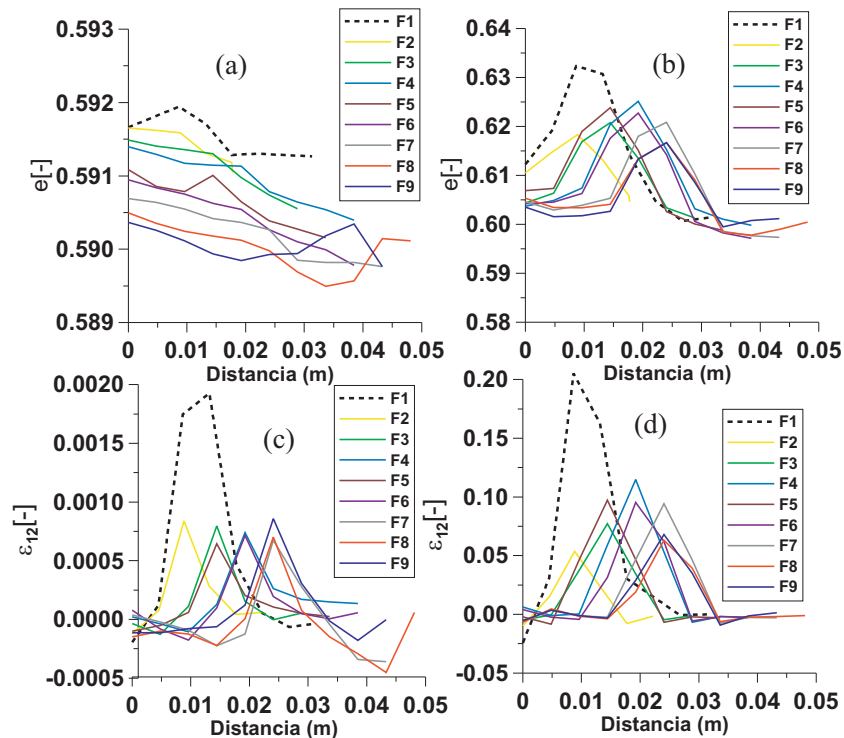 0.593
0.592
0.591
0.590
0.589
e[-]
(a)
F1
F2
F3
F4
F5
F6
F7
F8
F9
0 0.01 0.02 0.03 0.04 0.05
Distancia (m)
0.64
0.63
0.62
0.61
0.60
0.59
0.58
e[-]
(b)
F1
F2
F3
F4
F5
F6
F7
F8
F9
0 0.01 0.02 0.03 0.04 0.05
Distancia (m)
0.0020
0.0015
0.0010
0.0005
0.0000
-0.0005
ε12[-]
(c)
F1
F2
F3
F4
F5
F6
F7
F8
F9
0 0.01 0.02 0.03 0.04 0.05
Distancia (m)
0.20
0.15
0.10
0.05
0.00
-0.05
ε12[-]
(d)
F1
F2
F3
F4
F5
F6
F7
F8
F9
0 0.01 0.02 0.03 0.04 0.05
Distancia (m)